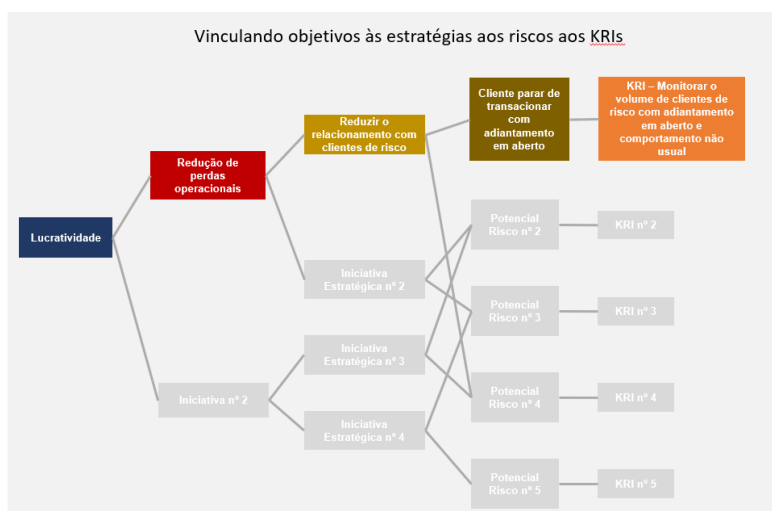 Vinculando objetivos às estratégias aos riscos aos KRIs
Lucratividade
Redução de
perdas
operacionais
Reduzir o
relacionamento com
clientes de risco
Cliente parar de
transacionar
com
adiantamento
em aberto
KRI – Monitorar o
volume de clientes de
risco com adiantamento
em aberto e
comportamento não
usual
Potencial
Risco nº 2
KRI nº 2
Iniciativa
Estratégica nº 2
Potencial
Risco nº 3
KRI nº 3
Iniciativa
Estratégica nº 3
Iniciativa nº 2
Potencial
Risco nº 4
KRI nº 4
Iniciativa
Estratégica nº 4
Potencial
Risco nº 5
KRI nº 5